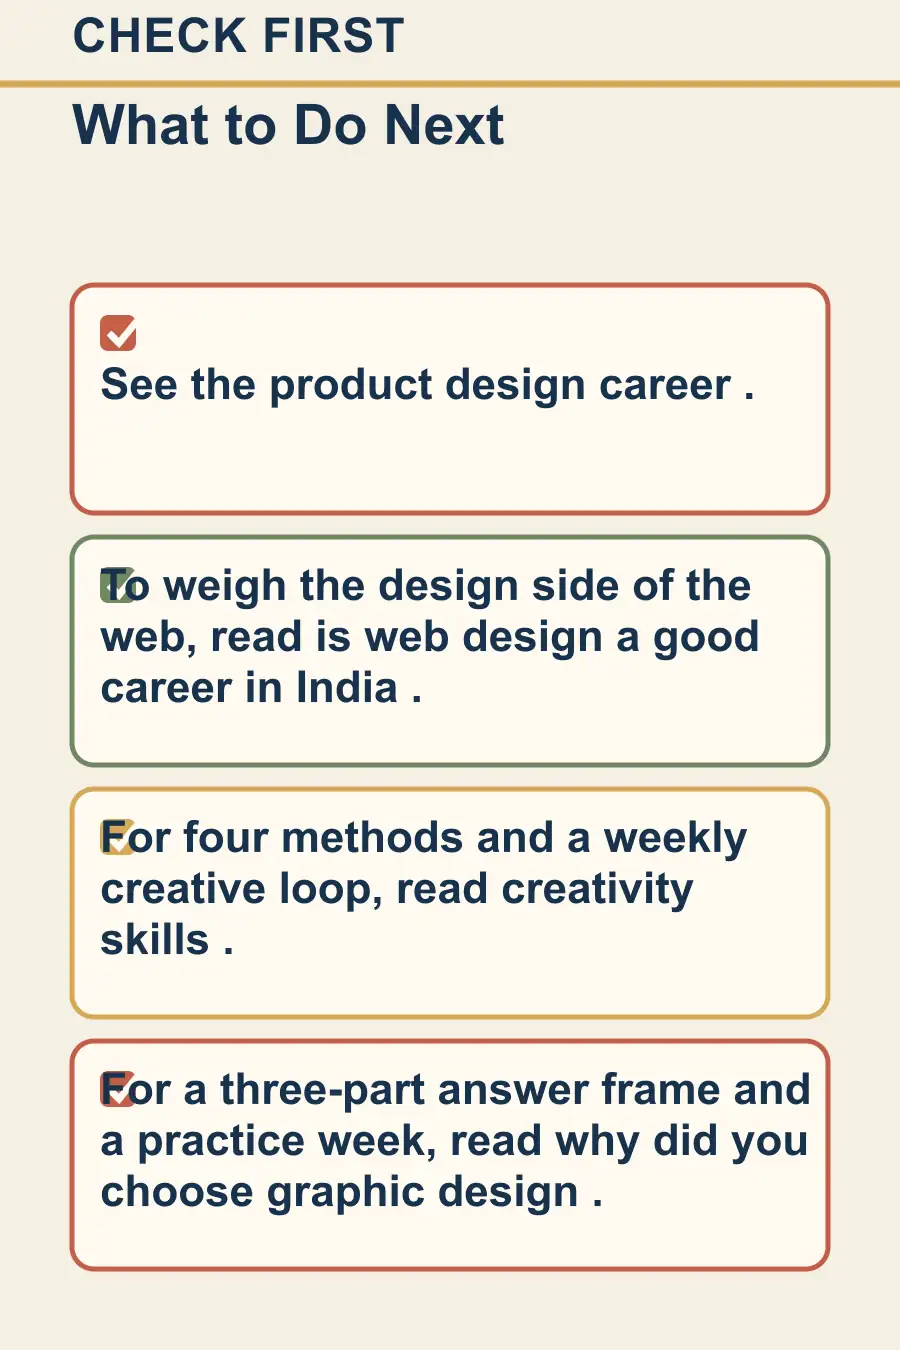 CHECK FIRST
What to Do Next
See the product design career .
To weigh the design side of the
web, read is web design a good
career in India .
For four methods and a weekly
creative loop, read creativity
skills .
For a three-part answer frame and
a practice week, read why did you
choose graphic design .